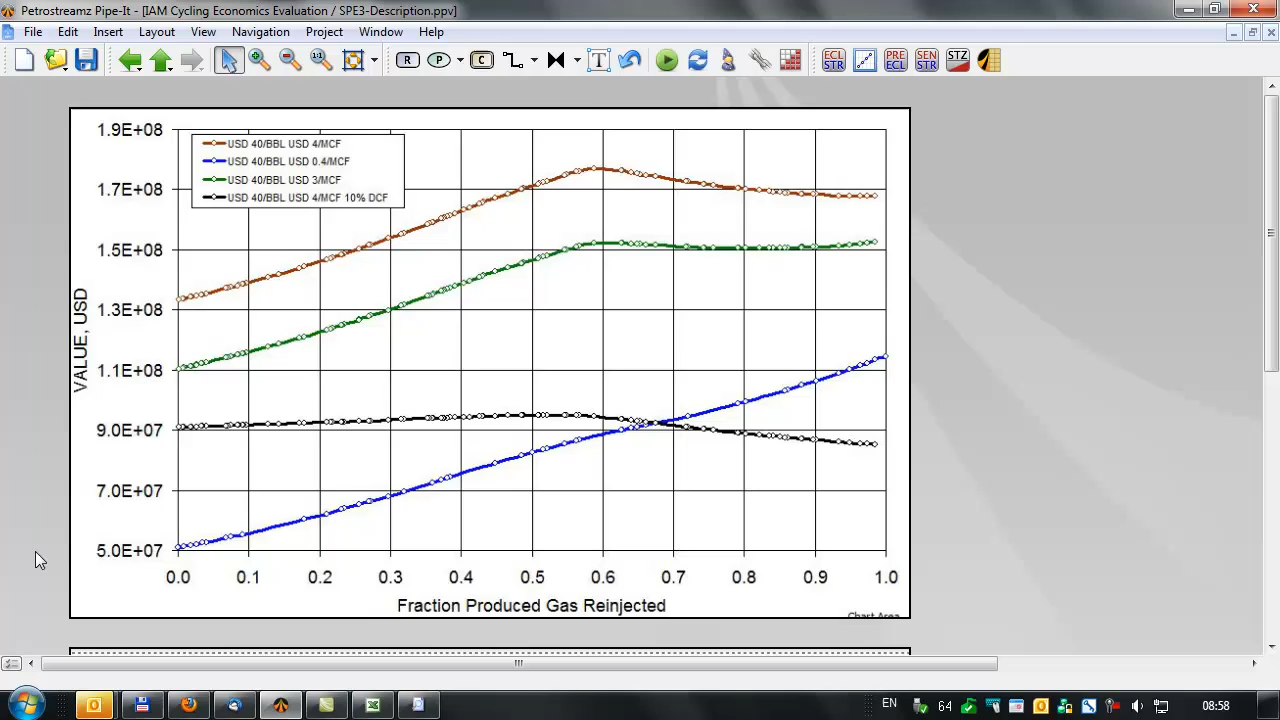 Petrostreamz Pipe-It / - [IAM Cycling Economics Evaluation / SPE3-Description.ppv]
File Edit Insert View Layout Navigation Project Window Help
1:1 R P C T ECL STR PRE ECL SEN STR STZ
1.9E+08
USD 40/BBL USD 4/MCF
USD 40/BBL USD 0.4/MCF
USD 40/BBL USD 3/MCF
USD 40/BBL USD 4/MCF 10% DCF
1.7E+08
1.5E+08
1.3E+08
1.1E+08
9.0E+07
7.0E+07
5.0E+07
VALUE, USD
0.0 0.1 0.2 0.3 0.4 0.5 0.6 0.7 0.8 0.9 1.0
Fraction Produced Gas Reinjected
Chart Area
EN 64 08:58